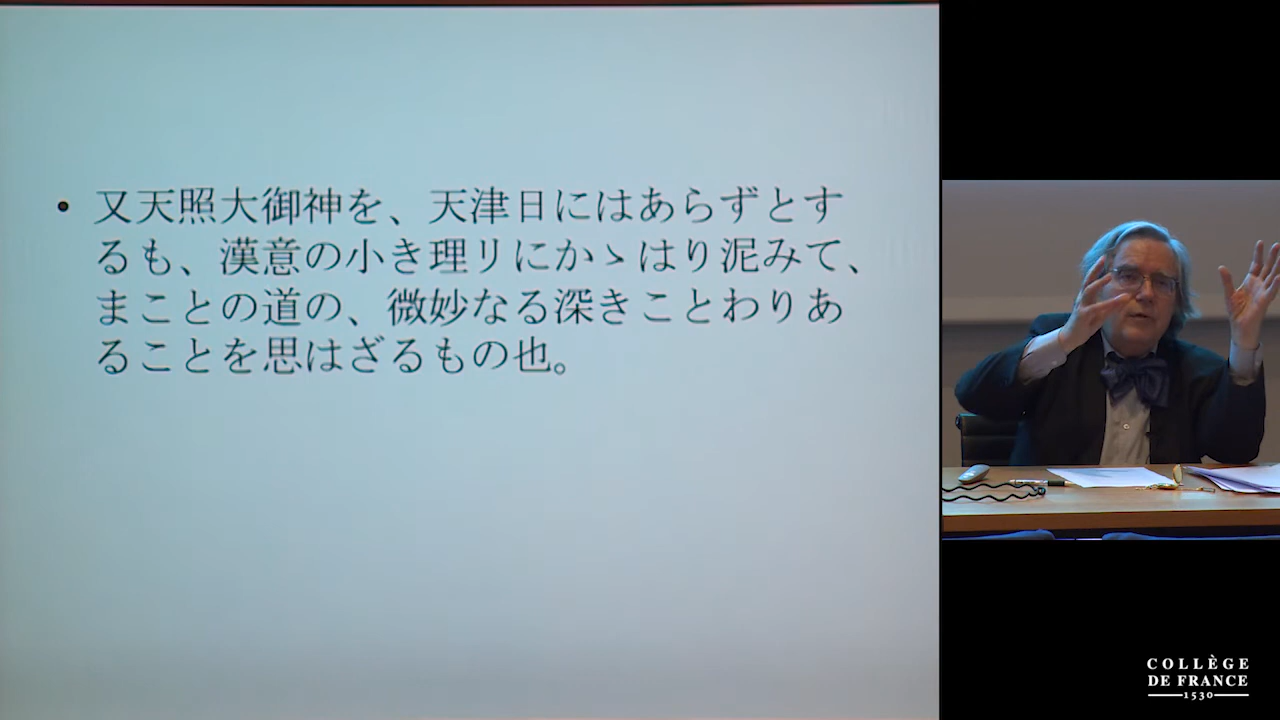 • 又天照大御神を、天津日にはあらずとす
るも、漢意の小き理リにかゝはり泥みて、
まことの道の、微妙なる深きことわりあ
ることを思はざるもの也。
COLLÈGE
DE FRANCE
1530